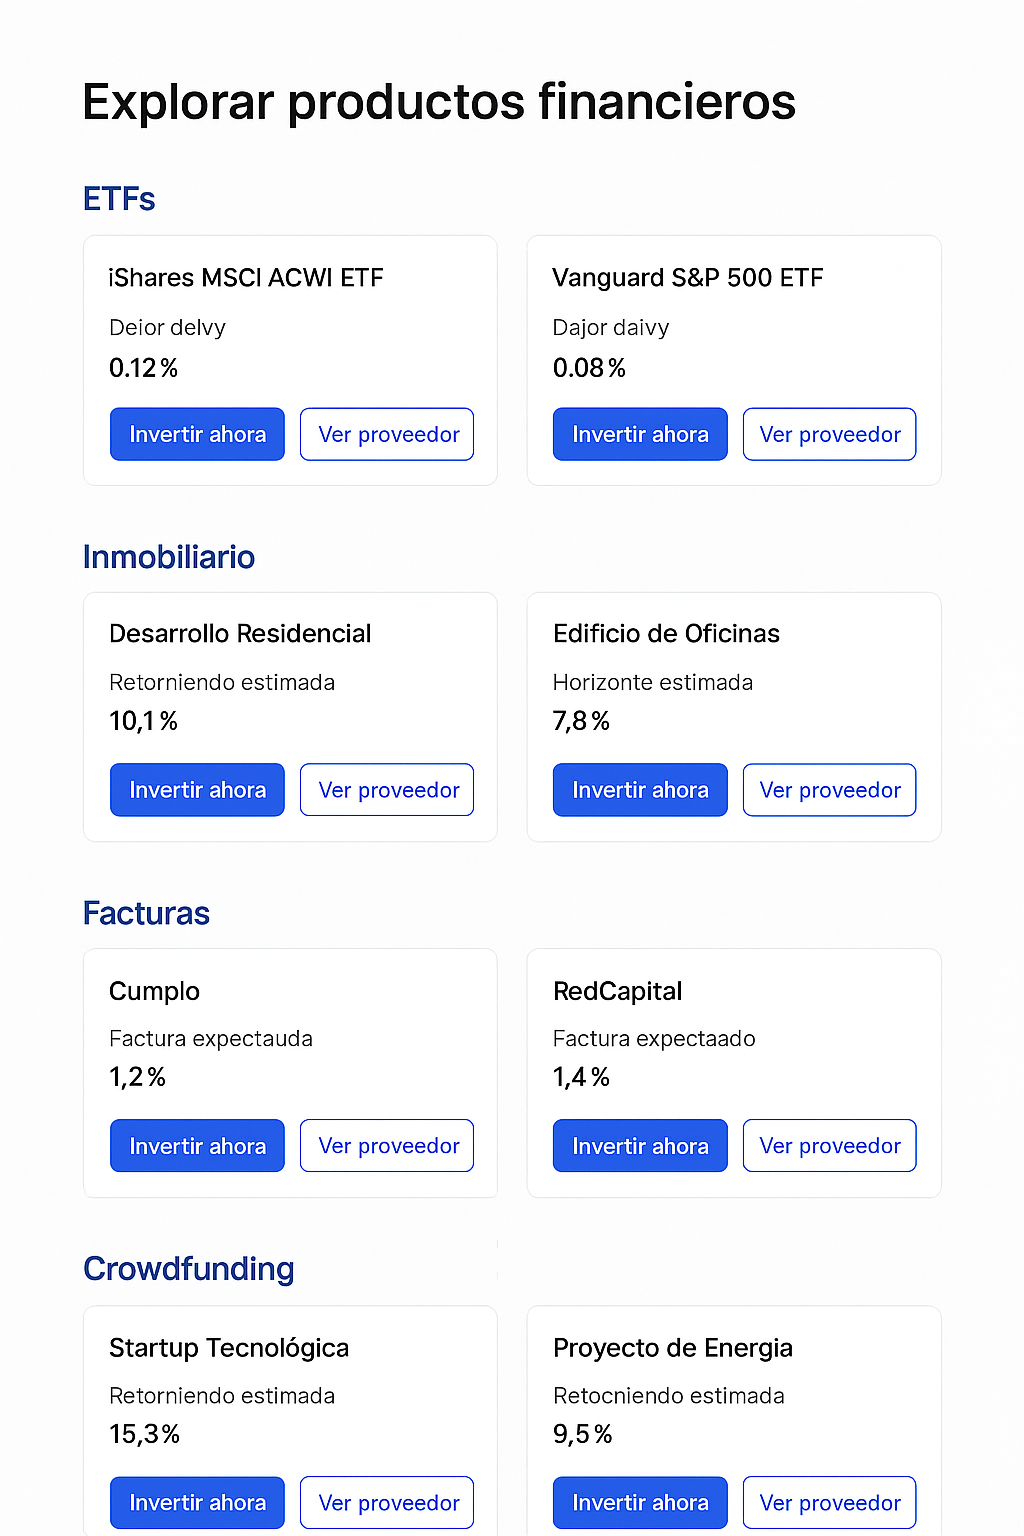 Explorar productos financieros
ETFs
iShares MSCI ACWI ETF
Deior delvy
0.12 %
Invertir ahora
Ver proveedor
Vanguard S&P 500 ETF
Dajor daivy
0.08 %
Invertir ahora
Ver proveedor
Inmobiliario
Desarrollo Residencial
Retorniendo estimada
10,1 %
Invertir ahora
Ver proveedor
Edificio de Oficinas
Horizonte estimada
7,8 %
Invertir ahora
Ver proveedor
Facturas
Cumplo
Factura expectauda
1,2 %
Invertir ahora
Ver proveedor
RedCapital
Factura expectaado
1,4 %
Invertir ahora
Ver proveedor
Crowdfunding
Startup Tecnológica
Retorniendo estimada
15,3 %
Invertir ahora
Ver proveedor
Proyecto de Energia
Retocniendo estimada
9,5 %
Invertir ahora
Ver proveedor